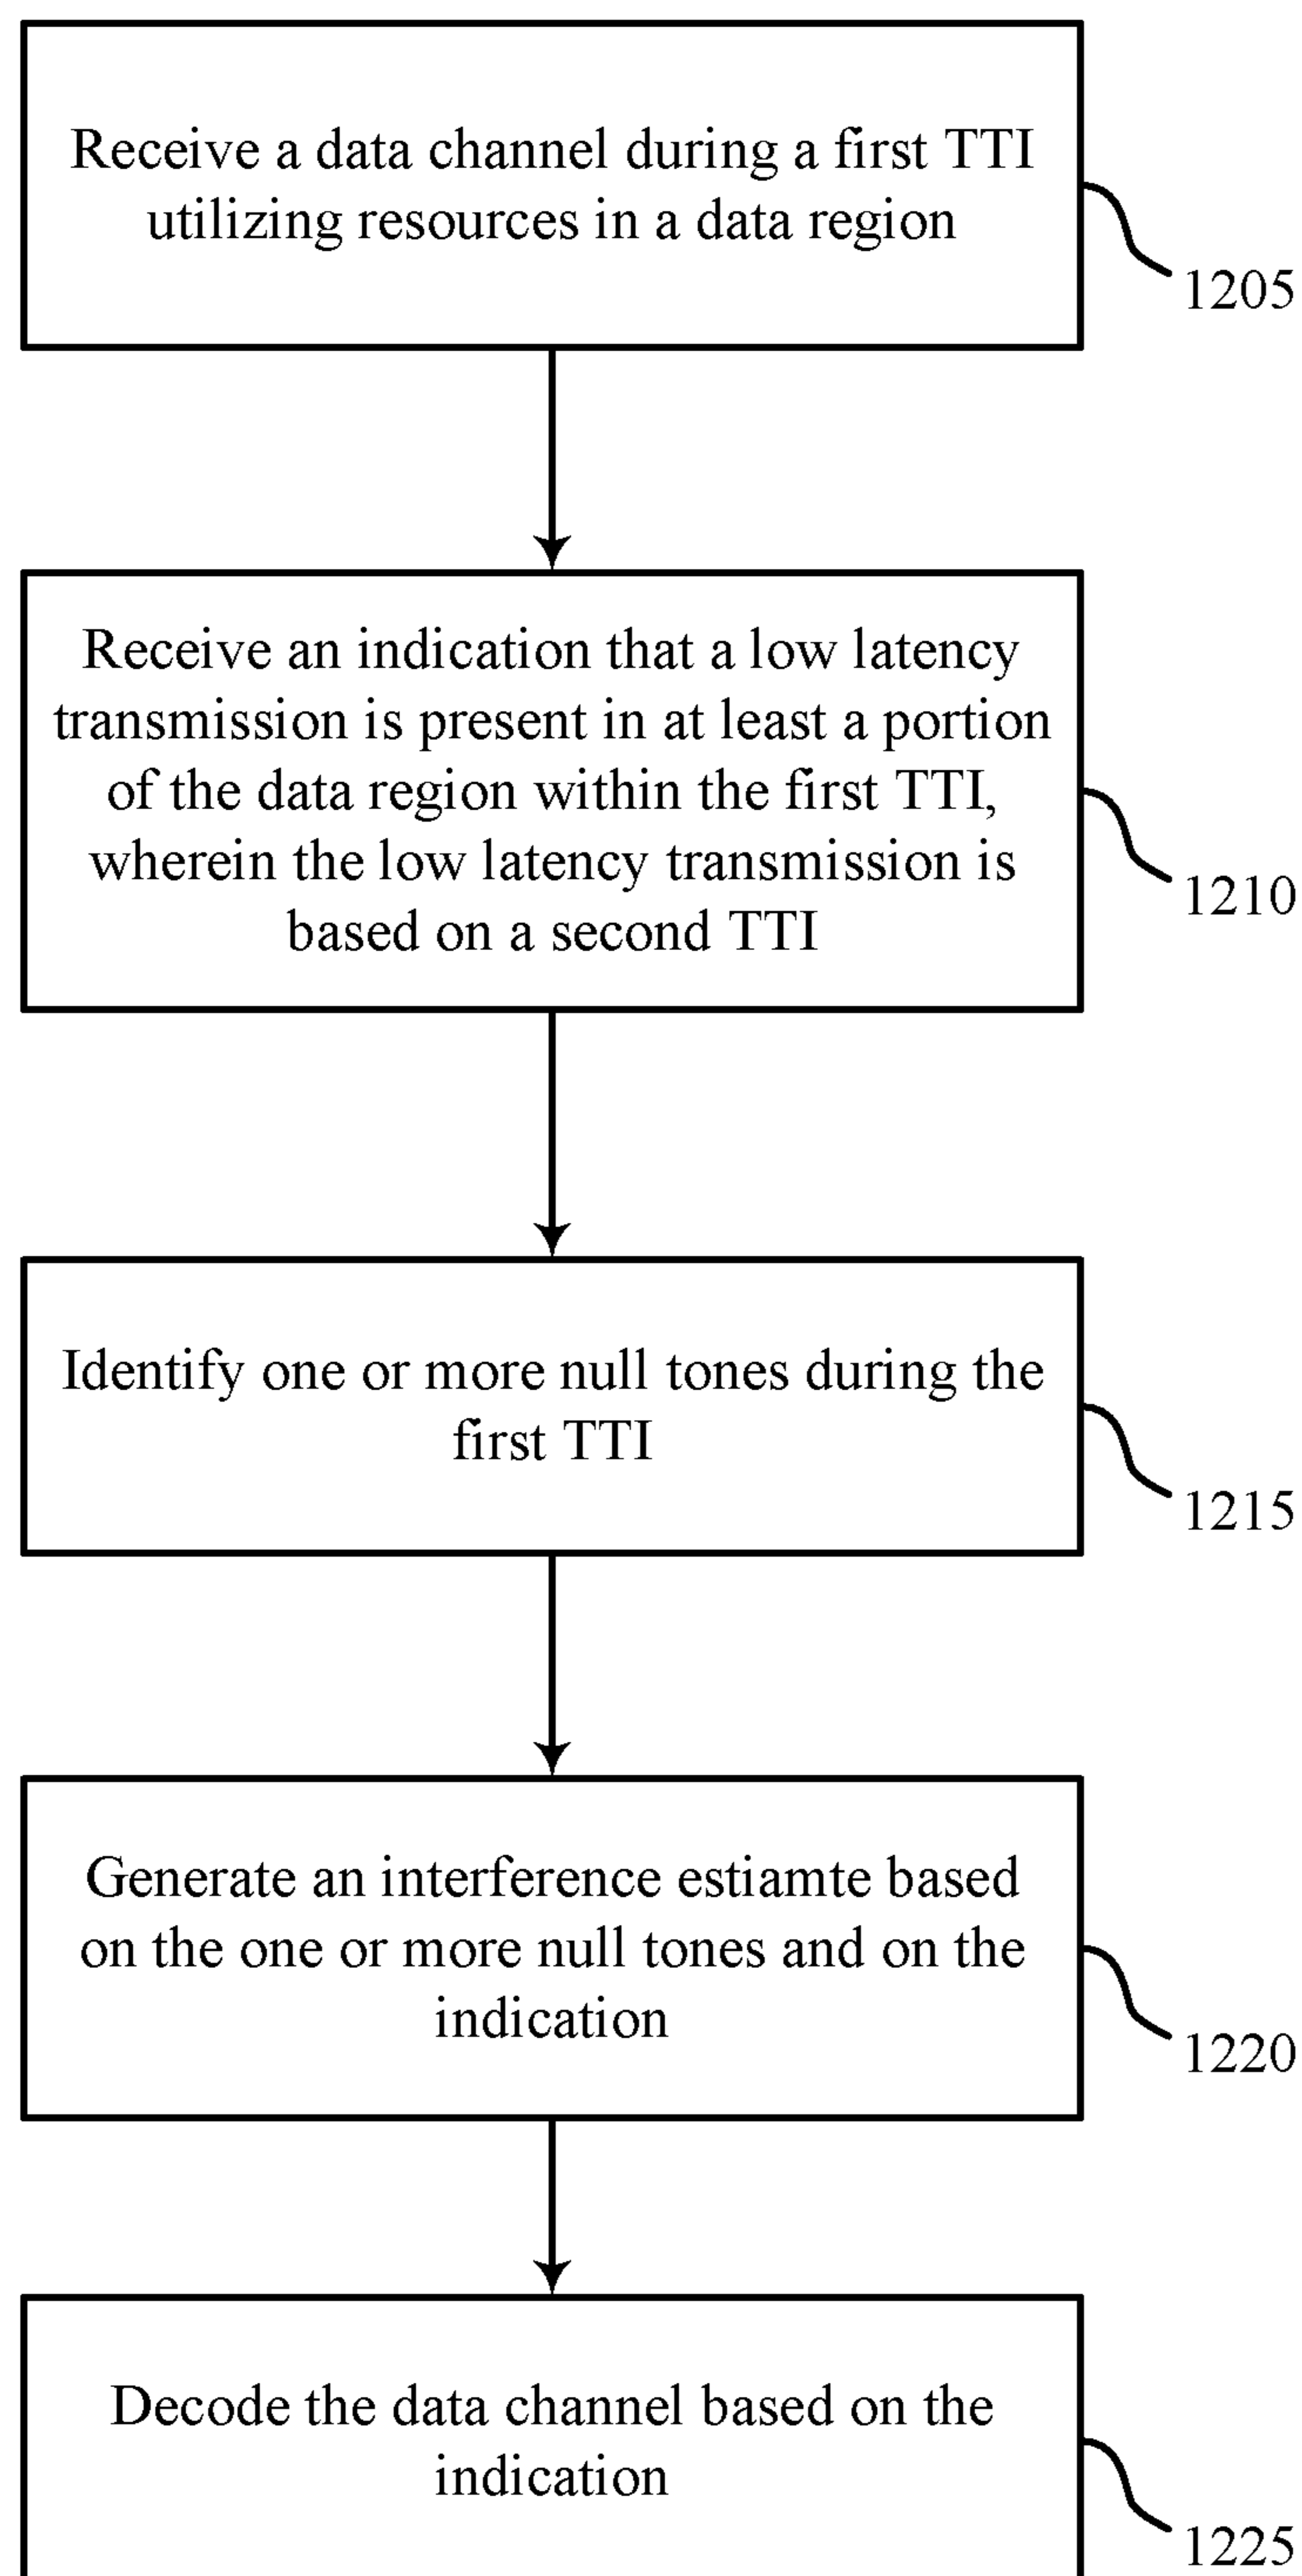 Receive a data channel during a first TTI
utilizing resources in a data region
1205
Receive an indication that a low latency
transmission is present in at least a portion
of the data region within the first TTI,
wherein the low latency transmission is
based on a second TTI
1210
Identify one or more null tones during the
first TTI
1215
Generate an interference estiamte based
on the one or more null tones and on the
indication
1220
Decode the data channel based on the
indication
1225